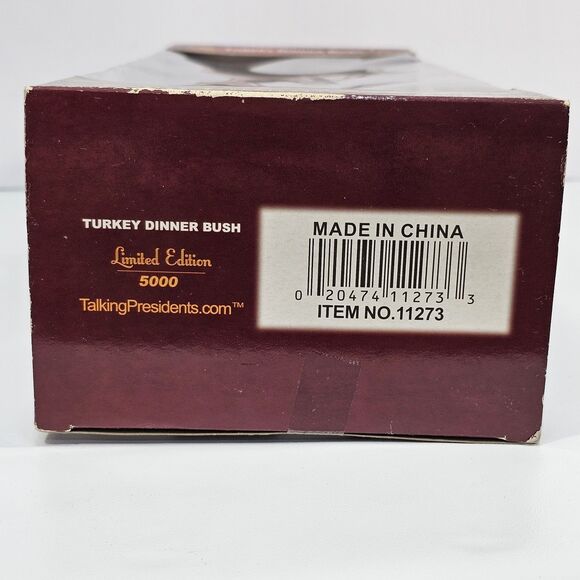 TURKEY DINNER BUSH
Limited Edition
5000
TalkingPresidents.com™
MADE IN CHINA
0 20474 11273 3
ITEM NO.11273